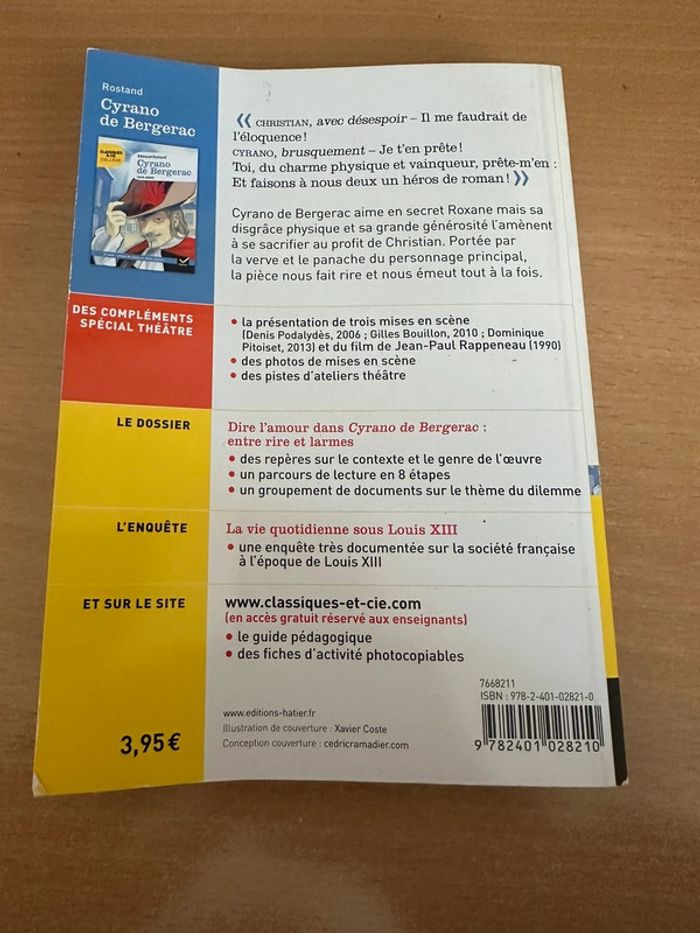 Rostand
Cyrano
de Bergerac
CLASSIQUES
& CIE
COLLÈGE
Edmond Rostand
Cyrano
de Bergerac
« CHRISTIAN, avec désespoir – Il me faudrait de
l'éloquence !
CYRANO, brusquement – Je t'en prête !
Toi, du charme physique et vainqueur, prête-m'en :
Et faisons à nous deux un héros de roman ! »
Cyrano de Bergerac aime en secret Roxane mais sa
disgrâce physique et sa grande générosité l'amènent
à se sacrifier au profit de Christian. Portée par
la verve et le panache du personnage principal,
la pièce nous fait rire et nous émeut tout à la fois.
DES COMPLÉMENTS
SPÉCIAL THÉÂTRE
• la présentation de trois mises en scène
(Denis Podalydès, 2006 ; Gilles Bouillon, 2010 ; Dominique
Pitoiset, 2013) et du film de Jean-Paul Rappeneau (1990)
• des photos de mises en scène
• des pistes d'ateliers théâtre
LE DOSSIER
Dire l'amour dans Cyrano de Bergerac :
entre rire et larmes
• des repères sur le contexte et le genre de l'œuvre
• un parcours de lecture en 8 étapes
• un groupement de documents sur le thème du dilemme
L'ENQUÊTE
La vie quotidienne sous Louis XIII
• une enquête très documentée sur la société française
à l'époque de Louis XIII
ET SUR LE SITE
www.classiques-et-cie.com
(en accès gratuit réservé aux enseignants)
• le guide pédagogique
• des fiches d'activité photocopiables
7668211
ISBN : 978-2-401-02821-0
www.editions-hatier.fr
Illustration de couverture : Xavier Coste
Conception couverture : cedricramadier.com
3,95 €
9 782401 028210